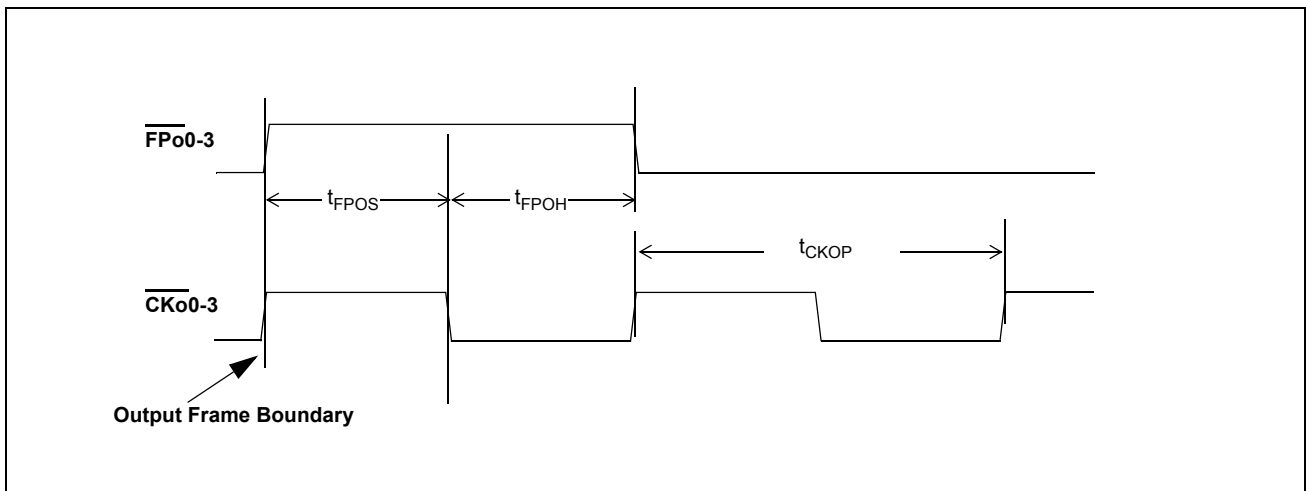 FPo0-3
tFPOS
tFPOH
tCKOP
CKo0-3
Output Frame Boundary